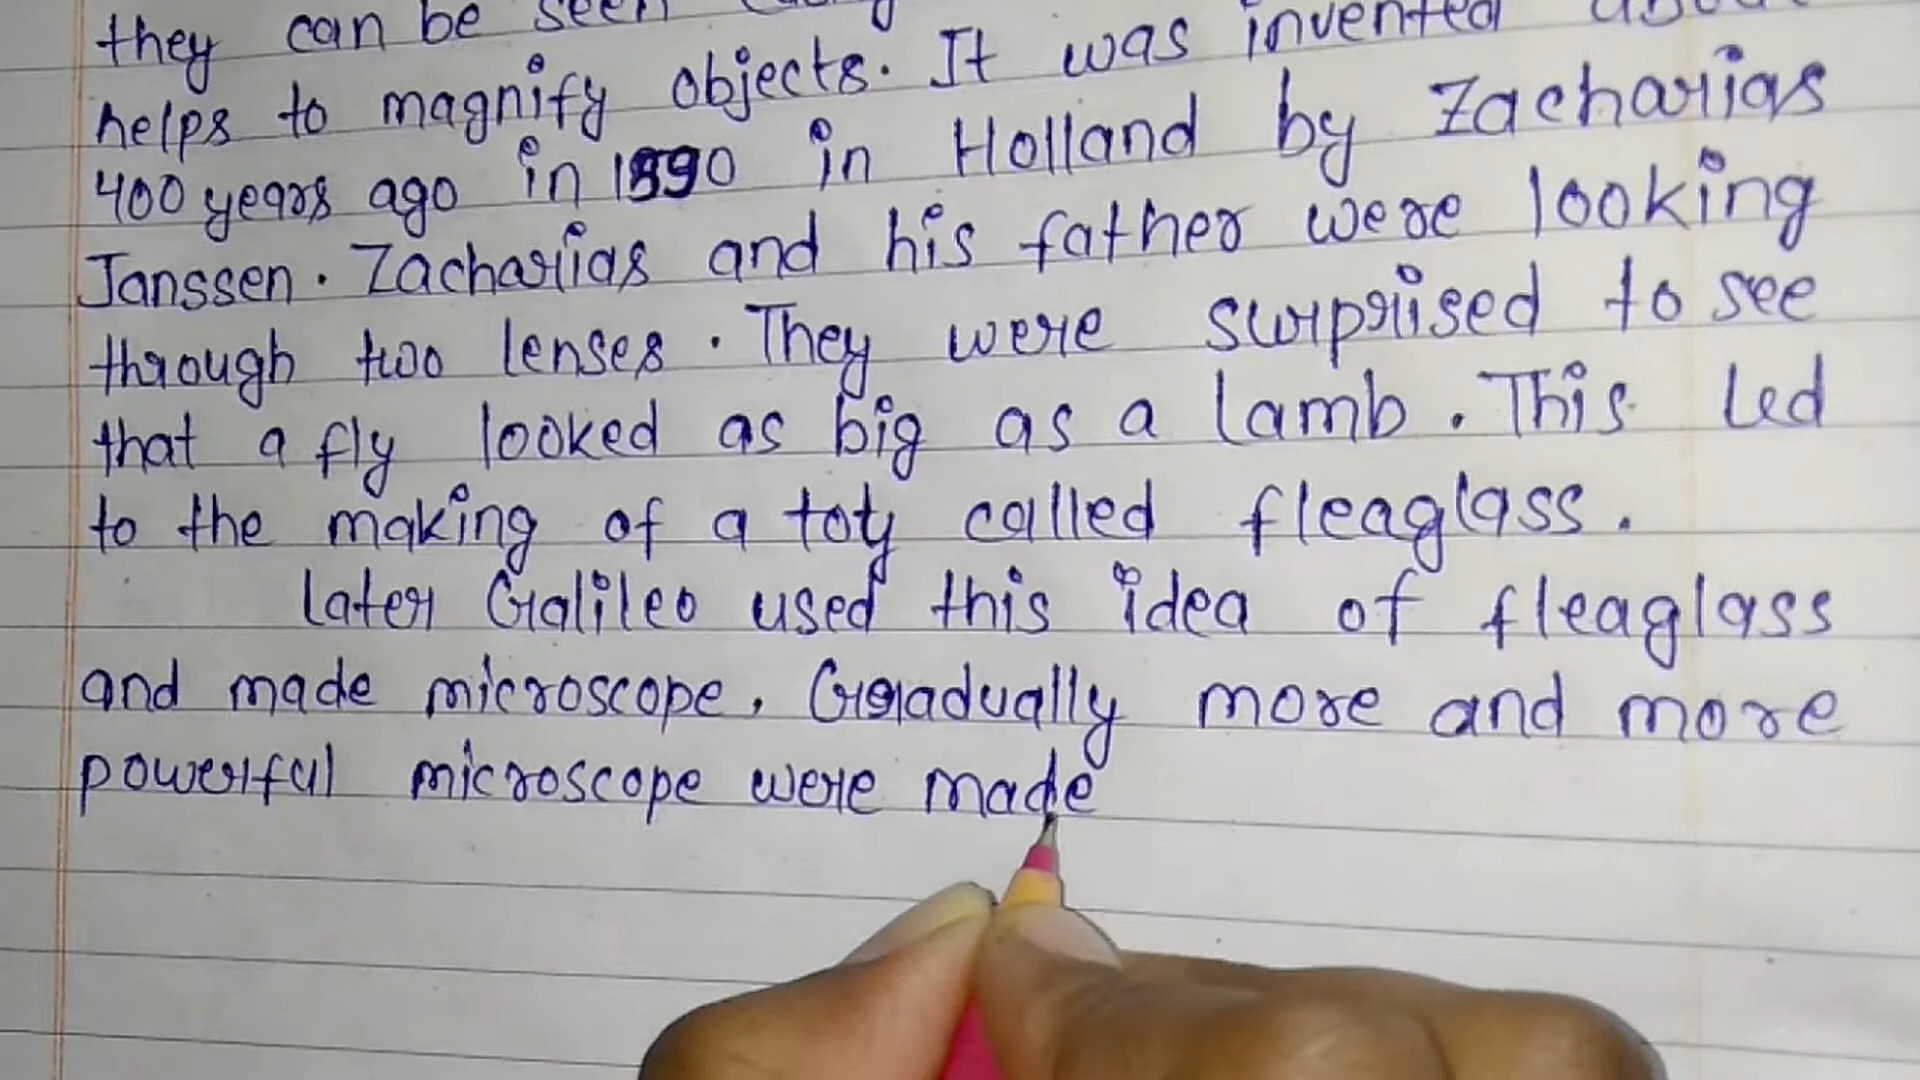 they can be seen
helps to magnify objects. It was invented about
400 years ago in 1590 in Holland by Zacharias
Janssen. Zacharias and his father were looking
through two lenses. They were surprised to see
that a fly looked as big as a lamb. This led
to the making of a toty called fleaglass.
Later Galileo used this idea of fleaglass
and made microscope. Gradually more and more
powerful microscope were made